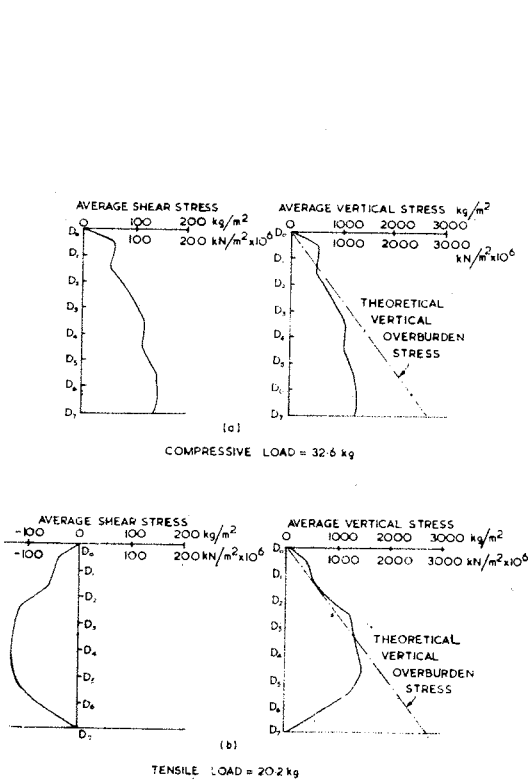 AVERAGE SHEAR STRESS
0 100 200 kg/m²
100 200 kN/m²x10⁶
D₀
D₁
D₂
D₃
D₄
D₅
D₆
D₇
AVERAGE VERTICAL STRESS kg/m²
0 1000 2000 3000
1000 2000 3000
kN/m²x10⁶
D₀
D₁
D₂
D₃
D₄
D₅
D₇
THEORETICAL
VERTICAL
OVERBURDEN
STRESS
(a)
COMPRESSIVE LOAD = 32·6 kg
AVERAGE SHEAR STRESS
-100 0 100 200 kg/m²
-100 100 200 kN/m²x10⁶
D₀
D₁
D₂
D₃
D₄
D₅
D₆
D₇
AVERAGE VERTICAL STRESS
0 1000 2000 3000 kg/m²
1000 2000 3000 kN/m²x10⁶
D₀
D₁
D₂
D₃
D₄
D₅
D₆
D₇
THEORETICAL
VERTICAL
OVERBURDEN
STRESS
(b)
TENSILE LOAD = 20·2 kg